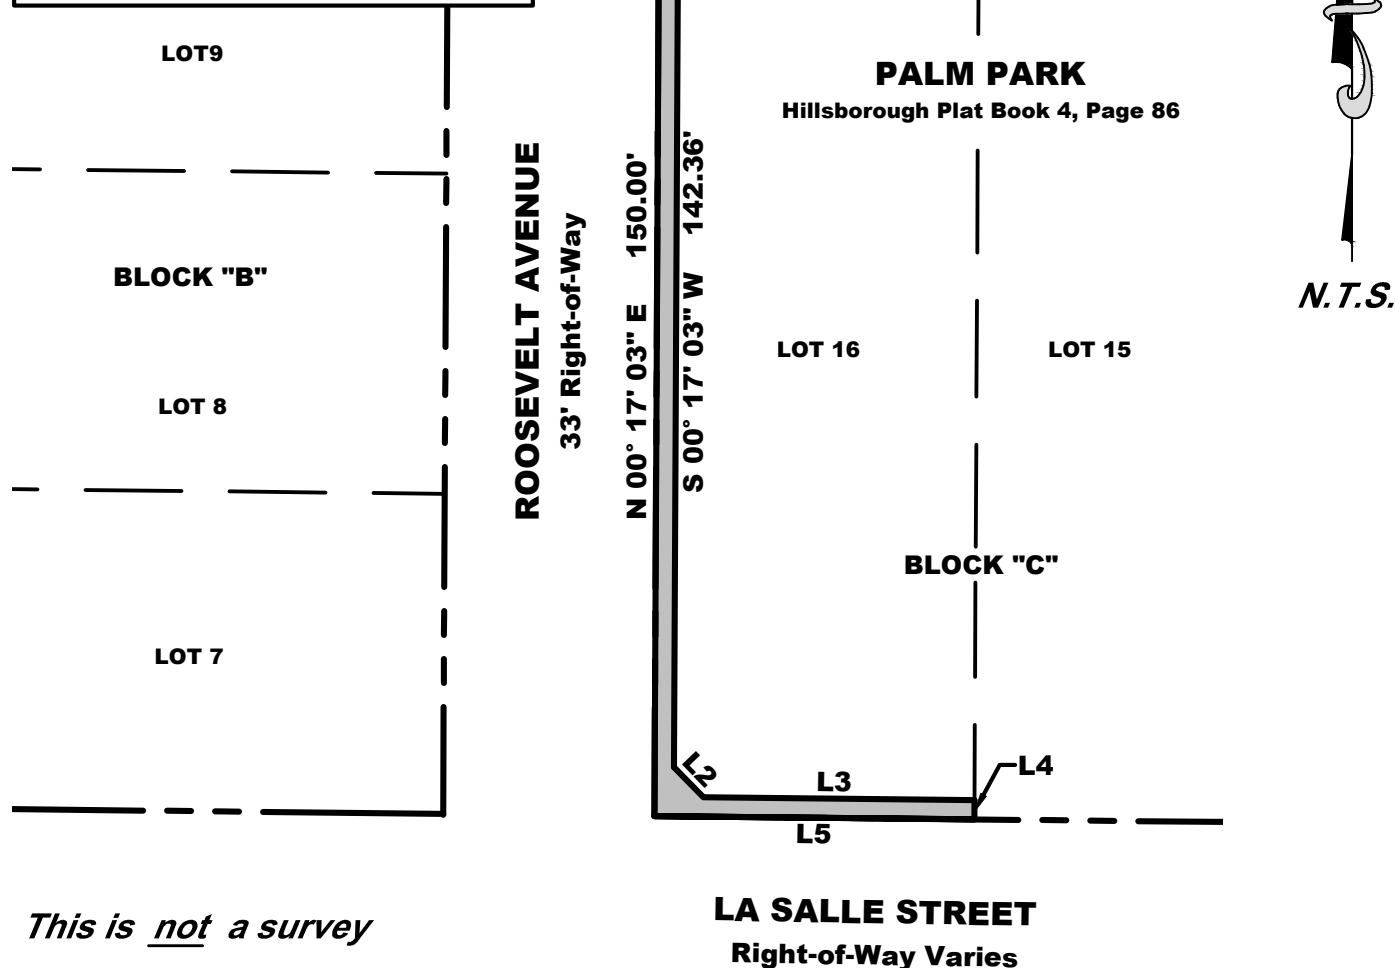 LOT9
PALM PARK
Hillsborough Plat Book 4, Page 86
BLOCK "B"
LOT 8
LOT 7
ROOSEVELT AVENUE
33' Right-of-Way
N 00° 17' 03" E 150.00'
S 00° 17' 03" W 142.36'
N.T.S.
LOT 16
LOT 15
BLOCK "C"
L2
L3
L4
L5
This is not a survey
LA SALLE STREET
Right-of-Way Varies